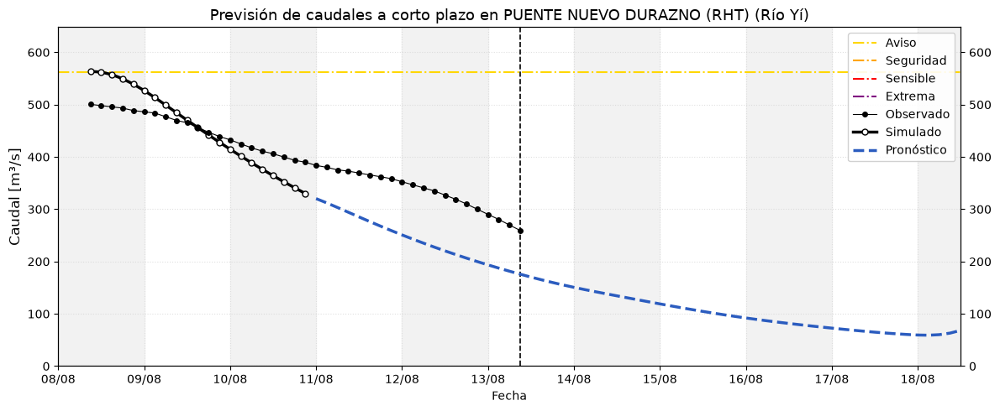 Previsión de caudales a corto plazo en PUENTE NUEVO DURAZNO (RHT) (Río Yí)
Caudal [m³/s]
600
500
400
300
200
100
0
600
500
400
300
200
100
0
Aviso
Seguridad
Sensible
Extrema
Observado
Simulado
Pronóstico
08/08 09/08 10/08 11/08 12/08 13/08 14/08 15/08 16/08 17/08 18/08
Fecha